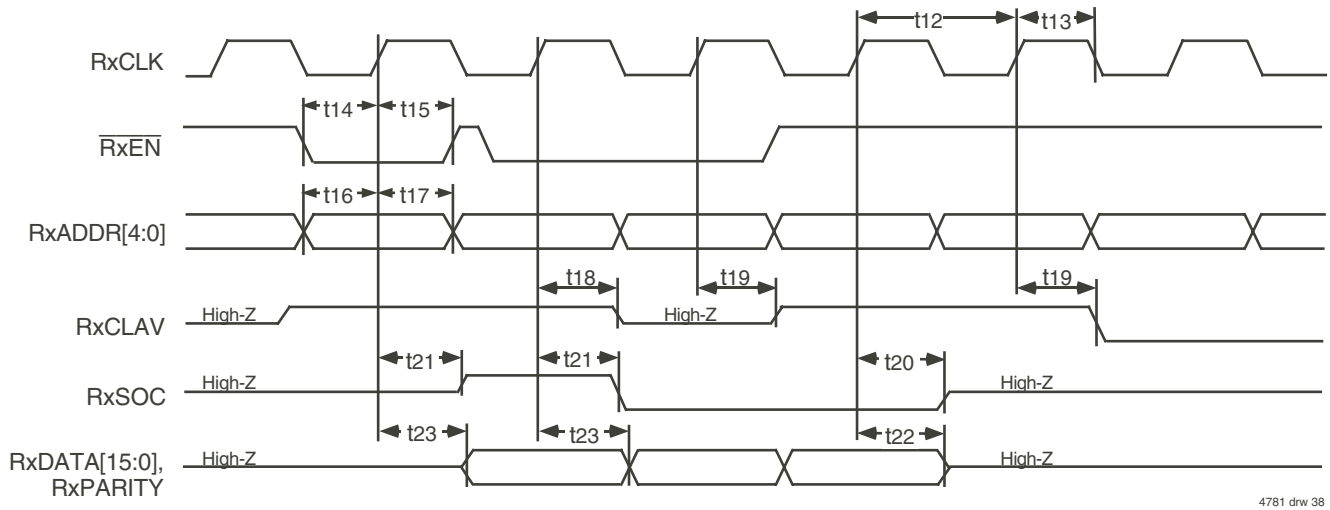 t12 t13
RxCLK
t14 t15
RxEN
t16 t17
RxADDR[4:0]
t18 t19 t19
RxCLAV High-Z High-Z
t21 t21 t20
RxSOC High-Z High-Z
t23 t23 t22
RxDATA[15:0], High-Z High-Z
RxPARITY
4781 drw 38